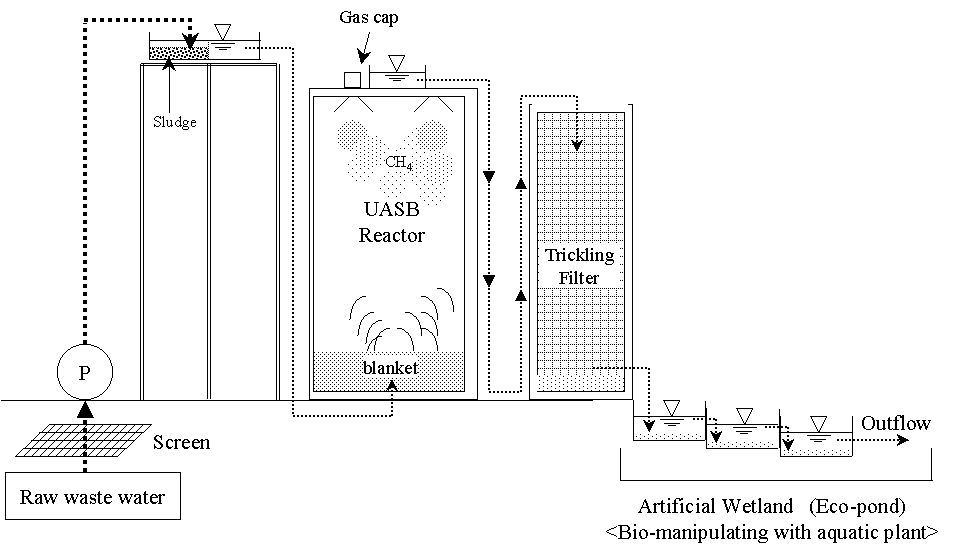 Gas cap
Sludge
CH4
UASB
Reactor
Trickling
Filter
blanket
P
Screen
Raw waste water
Outflow
Artificial Wetland (Eco-pond)
<Bio-manipulating with aquatic plant>